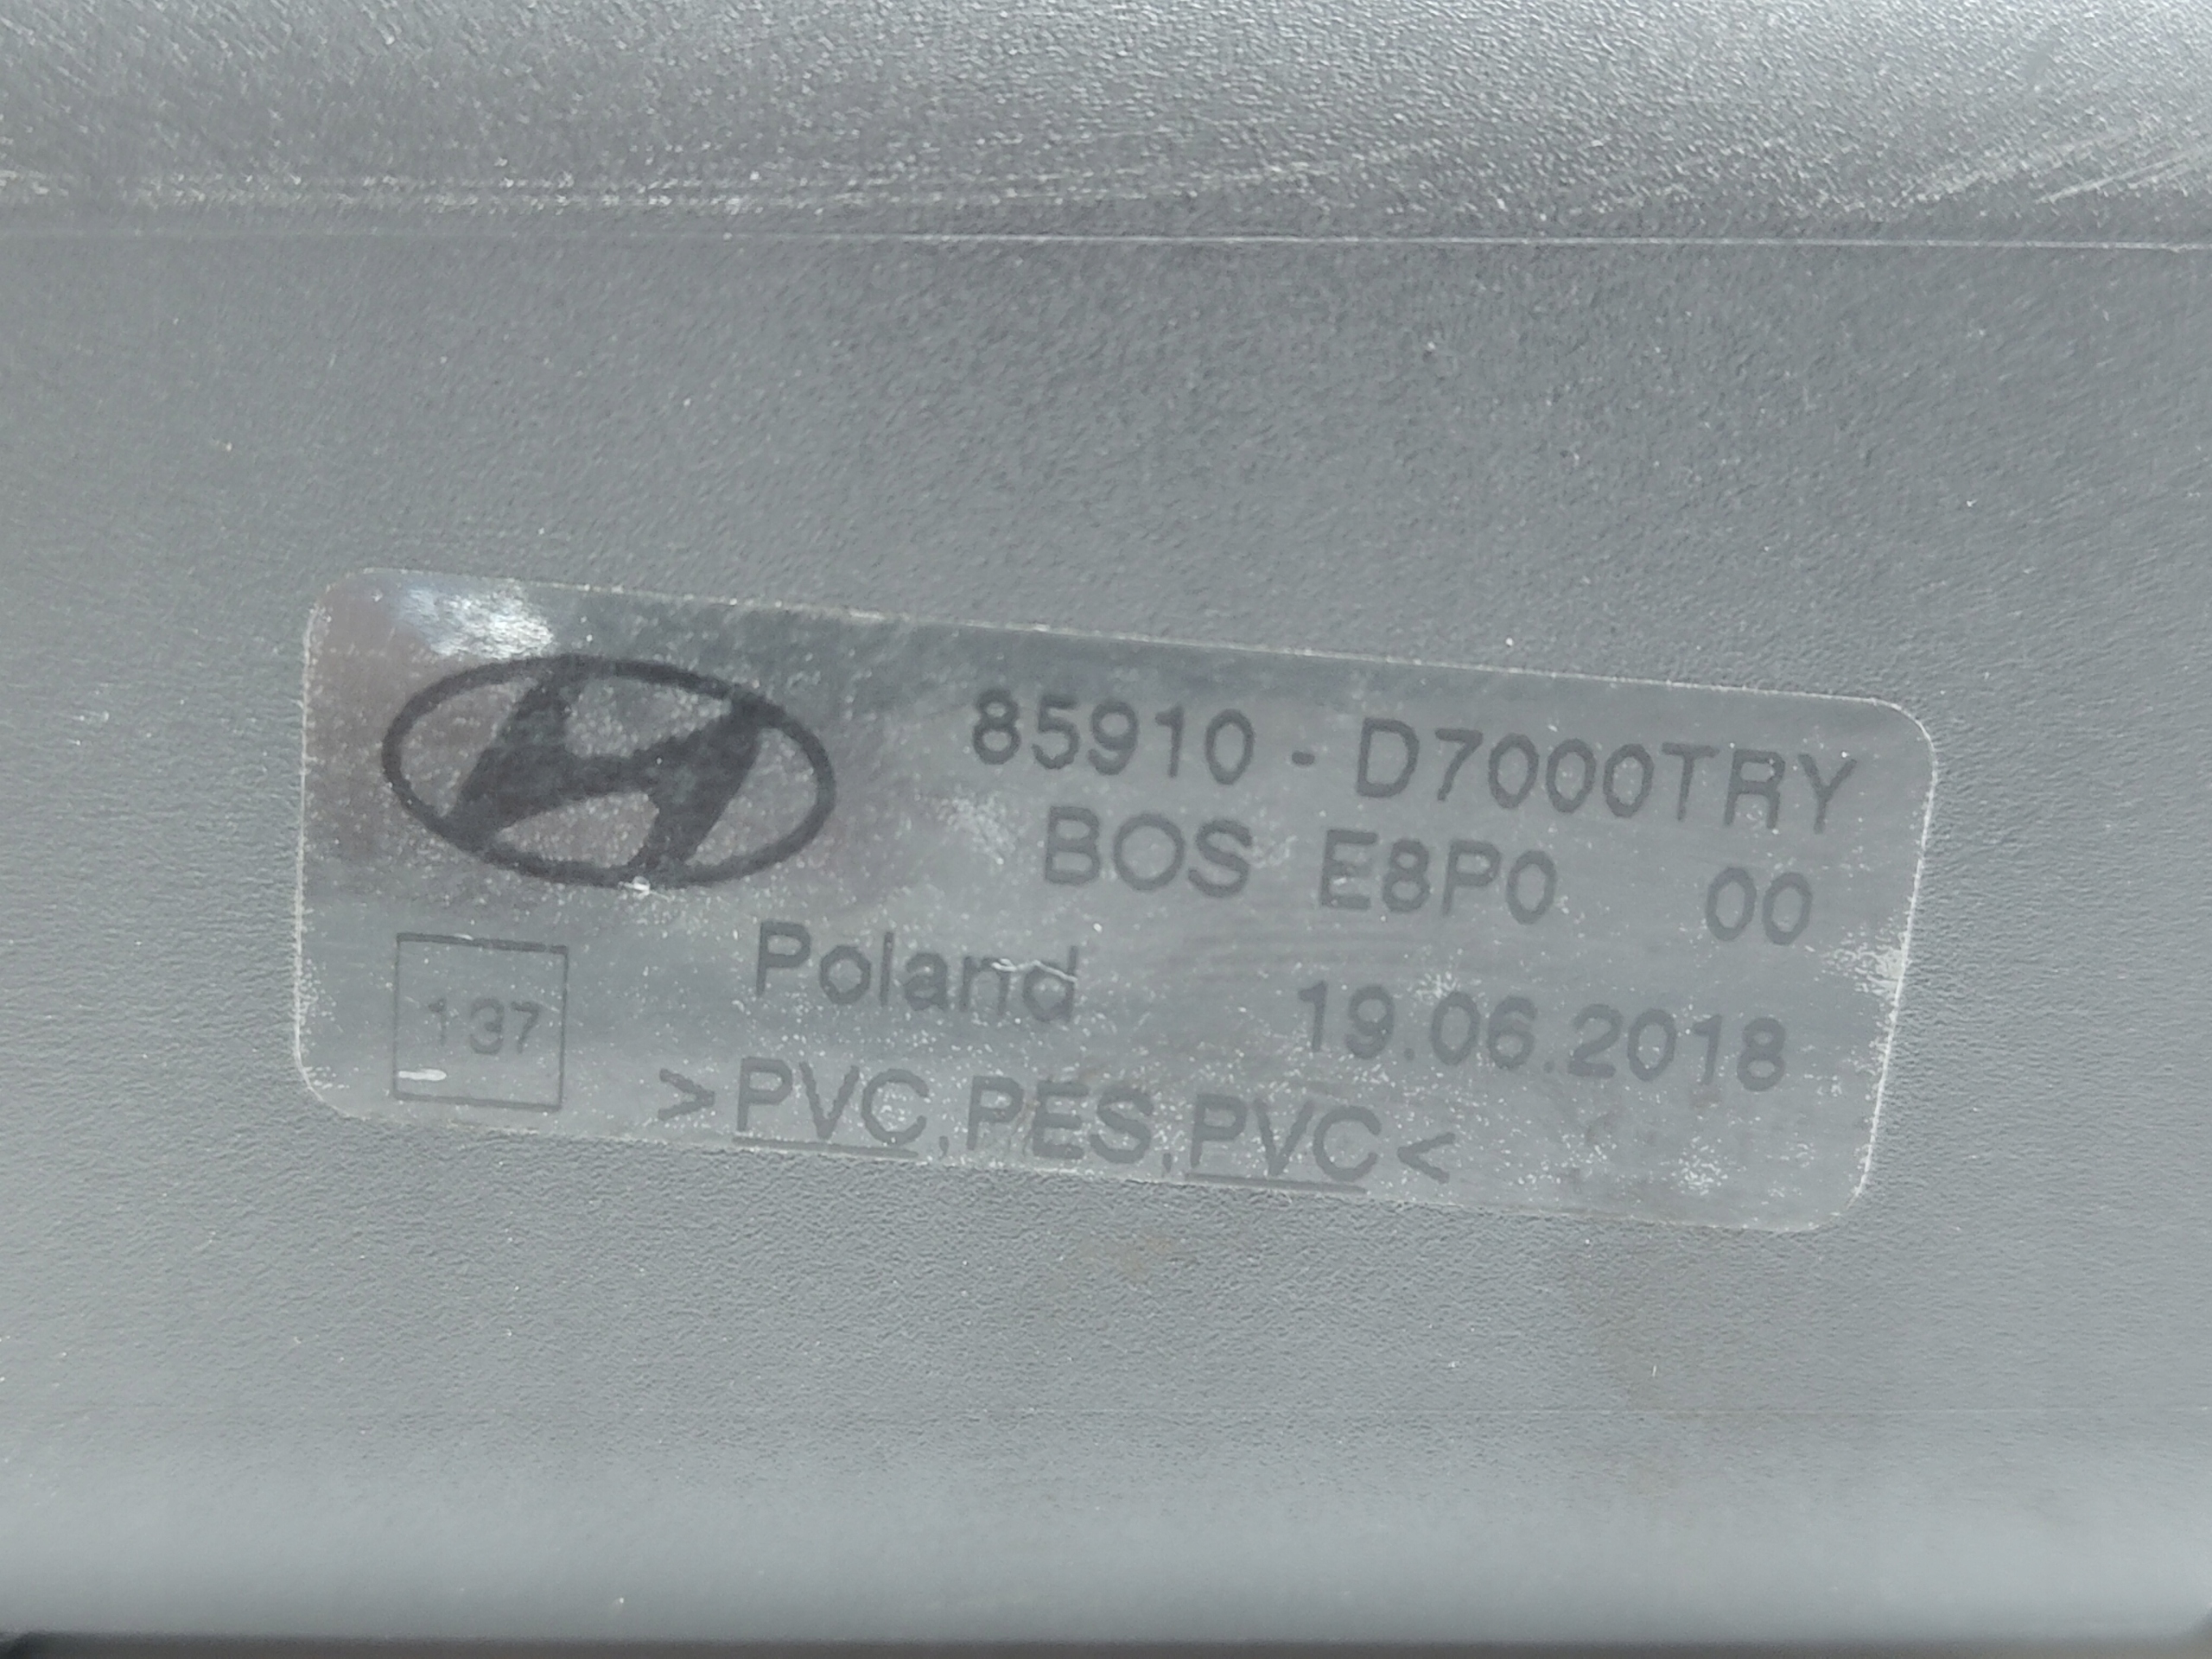 85910 - D7000TRY
BOS E8P0 00
Poland 19.06.2018
137
>PVC,PES,PVC<